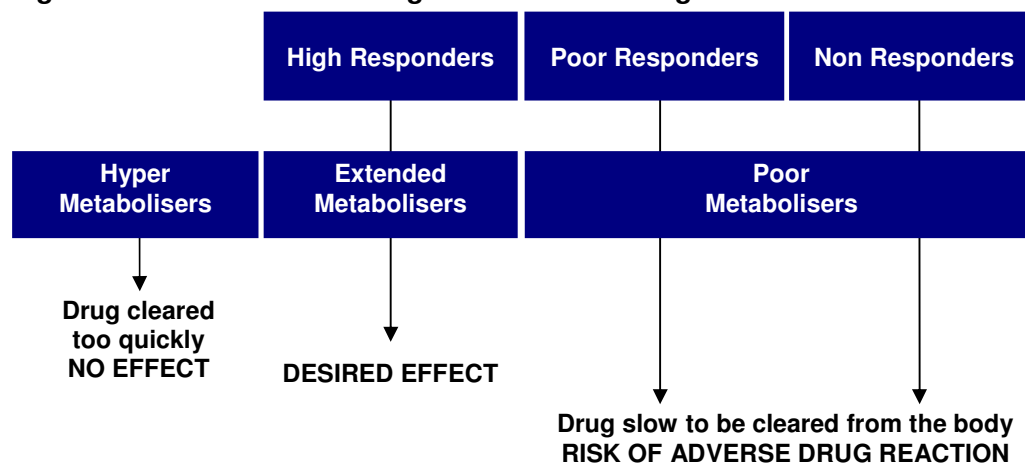 High Responders
Poor Responders
Non Responders
Hyper
Metabolisers
Extended
Metabolisers
Poor
Metabolisers
Drug cleared
too quickly
NO EFFECT
DESIRED EFFECT
Drug slow to be cleared from the body
RISK OF ADVERSE DRUG REACTION